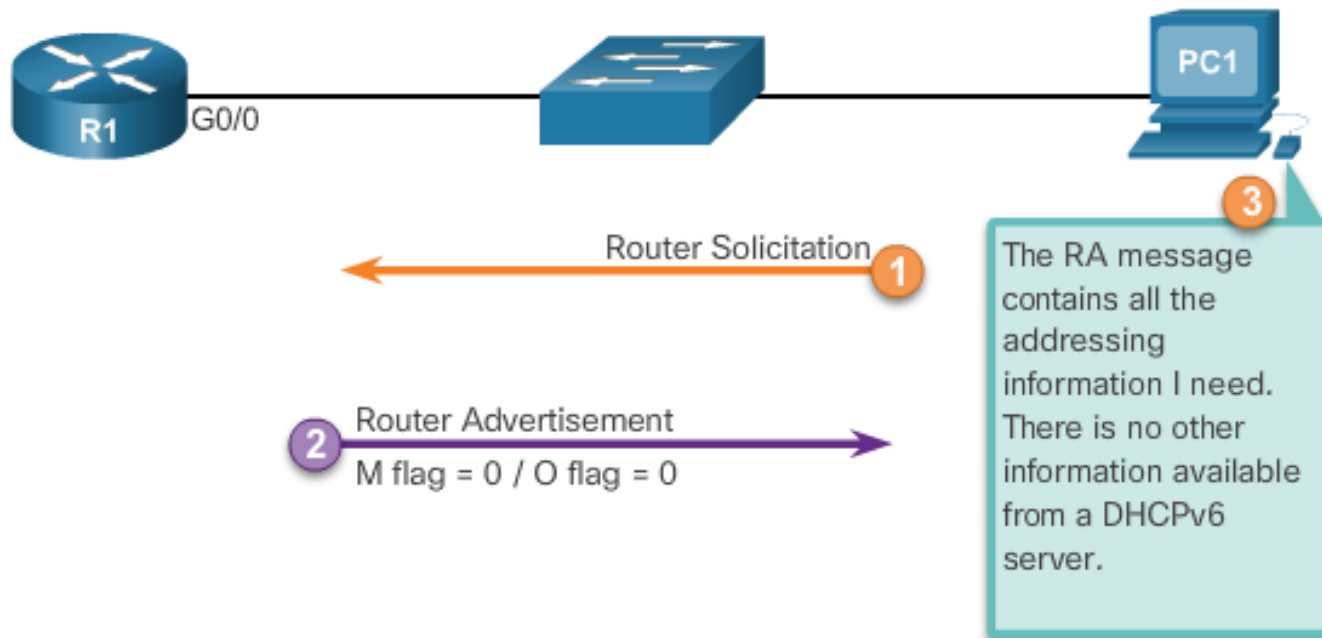 R1
G0/0
PC1
Router Solicitation
1
2
Router Advertisement
M flag = 0 / O flag = 0
3
The RA message
contains all the
addressing
information I need.
There is no other
information available
from a DHCPv6
server.